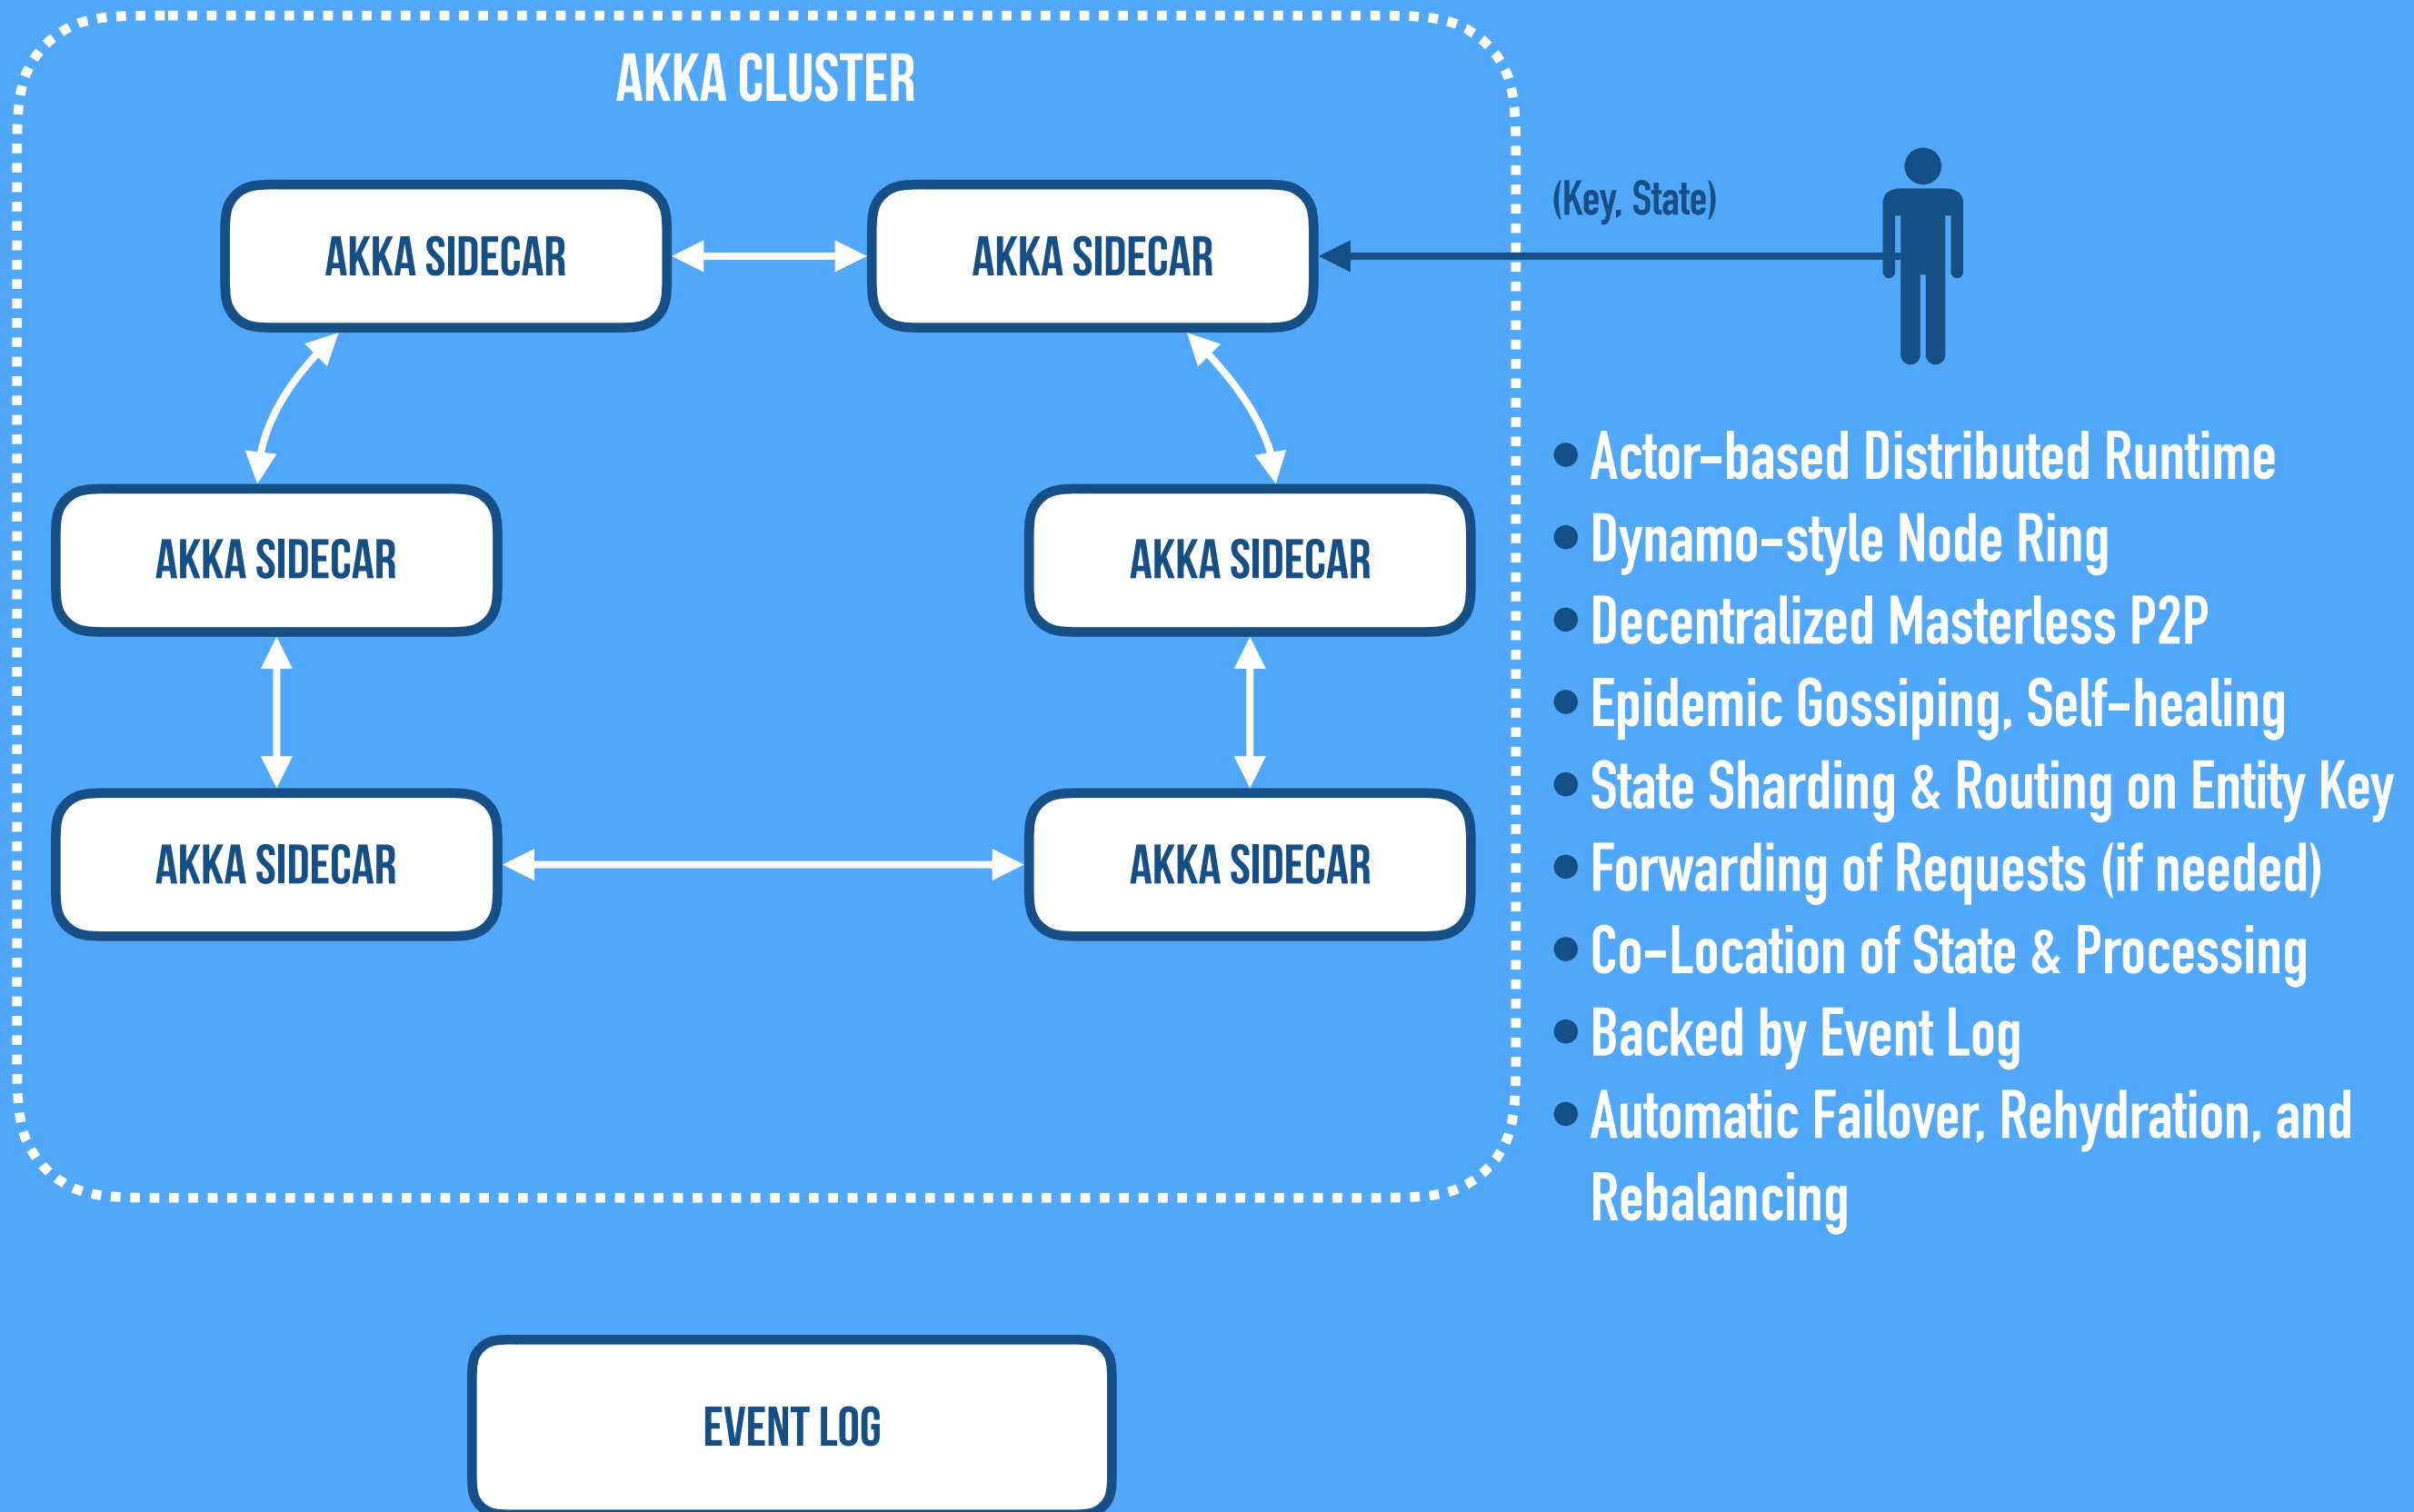 AKKA CLUSTER
AKKA SIDECAR
AKKA SIDECAR
(Key, State)
AKKA SIDECAR
AKKA SIDECAR
AKKA SIDECAR
AKKA SIDECAR
• Actor-based Distributed Runtime
• Dynamo-style Node Ring
• Decentralized Masterless P2P
• Epidemic Gossiping, Self-healing
• State Sharding & Routing on Entity Key
• Forwarding of Requests (if needed)
• Co-Location of State & Processing
• Backed by Event Log
• Automatic Failover, Rehydration, and
Rebalancing
EVENT LOG